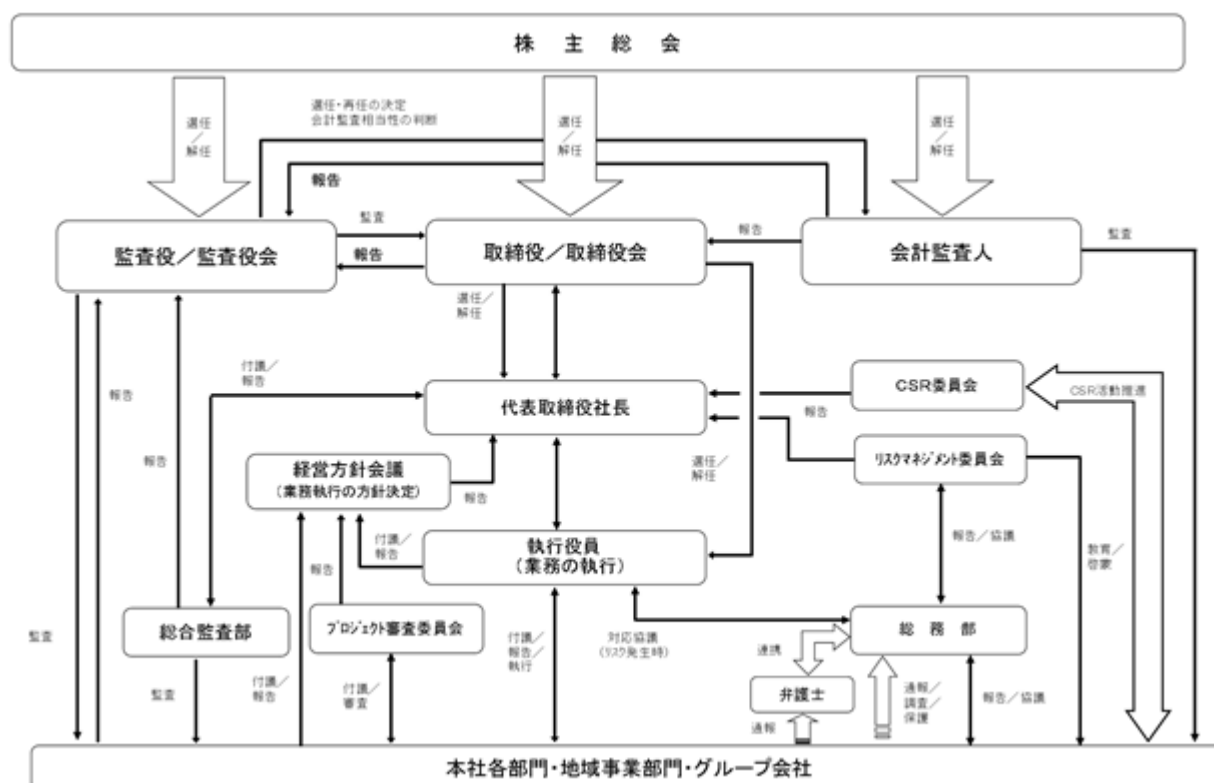 株主総会
選任
／
解任
選任・再任の決定
会計監査相当性の判断
選任
／
解任
選任
／
解任
報告
監査役／監査役会
監査
報告
取締役／取締役会
報告
会計監査人
監査
選任／
解任
付議／
報告
代表取締役社長
CSR委員会
CSR活動推進
報告
報告
報告
経営方針会議
（業務執行の方針決定）
報告
選任／
解任
リスクマネジメント委員会
付議／
報告
執行役員
（業務の執行）
報告
報告／協議
教育／
啓蒙
監査
総合監査部
プロジェクト審査委員会
付議／
報告／
執行
対応協議
（リスク発生時）
総務部
連携
監査
付議／
報告
付議／
審査
弁護士
通報
通報／
調査／
保護
報告／協議
本社各部門・地域事業部門・グループ会社